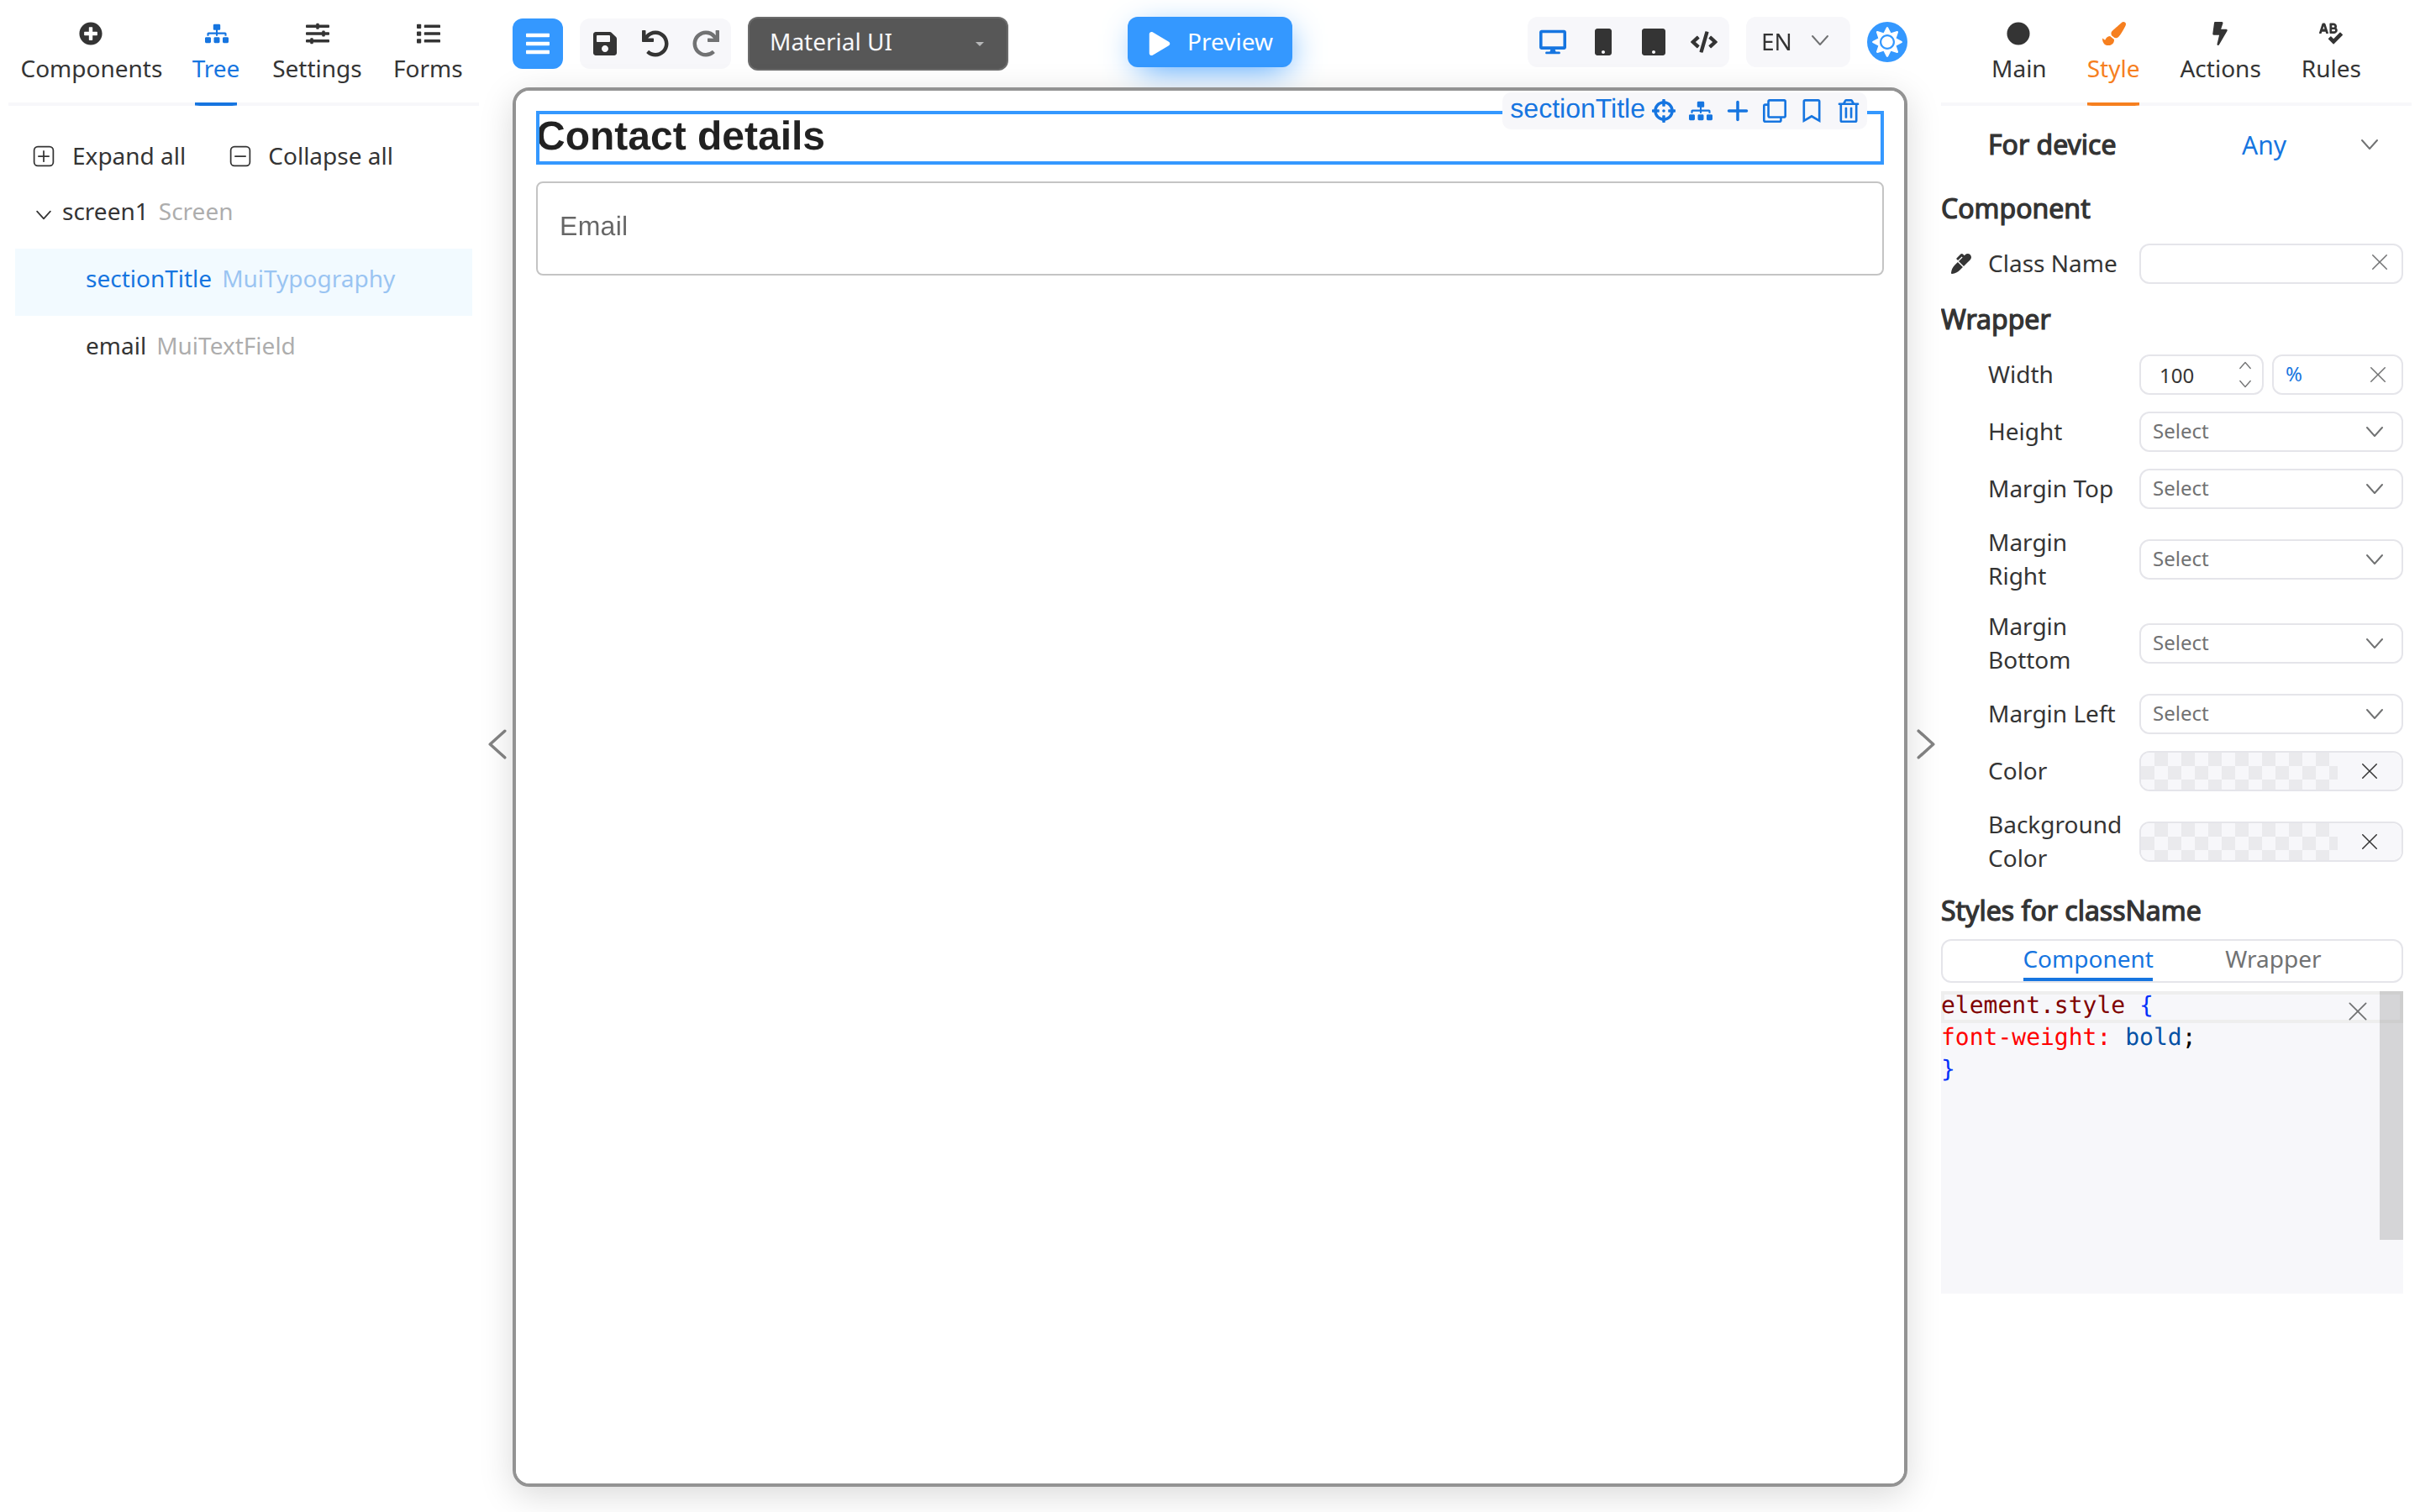 Components
Tree
Settings
Forms
Material UI
Preview
EN
Main
Style
Actions
AB
Rules
Expand all
Collapse all
screen1 Screen
sectionTitle MuiTypography
email MuiTextField
sectionTitle
Contact details
Email
For device
Any
Component
Class Name
Wrapper
Width
100
%
Height
Select
Margin Top
Select
Margin
Right
Select
Margin
Bottom
Select
Margin Left
Select
Color
Background
Color
Styles for className
Component
Wrapper
element.style {
font-weight: bold;
}